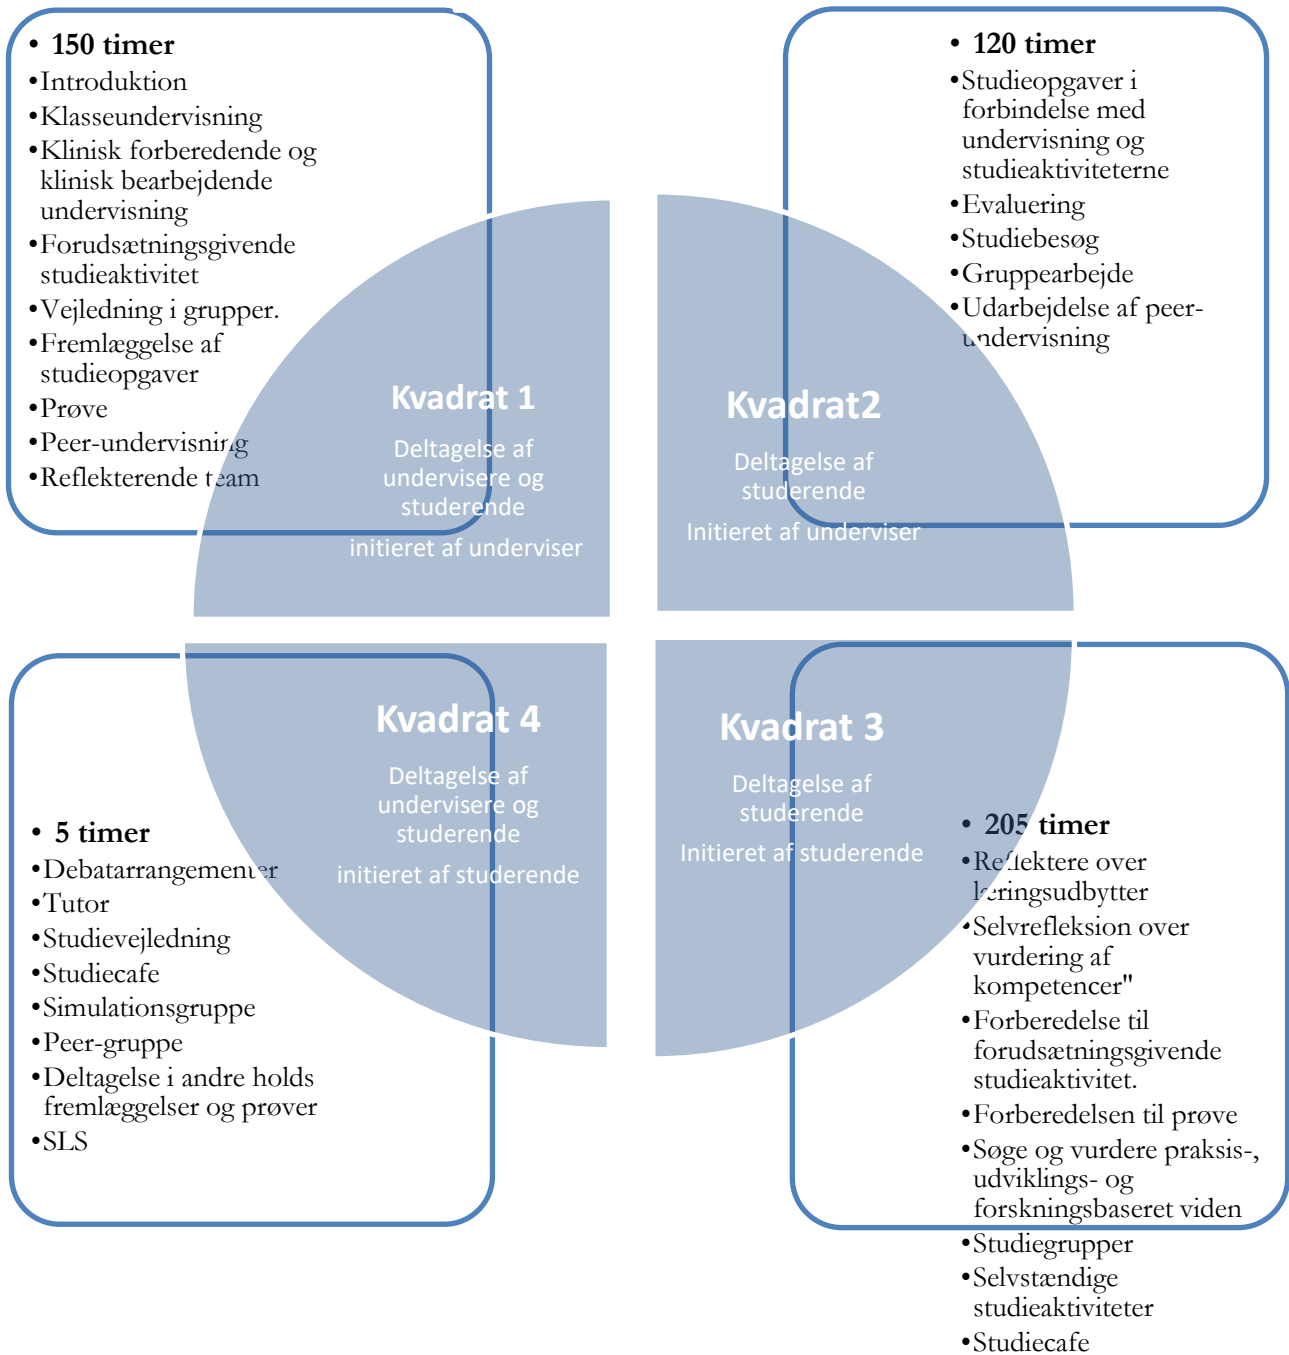 • 150 timer
•Introduktion
•Klasseundervisning
•Klinisk forberedende og
klinisk bearbejdende
undervisning
•Forudsætningsgivende
studieaktivitet
•Vejledning i grupper.
•Fremlæggelse af
studieopgaver
•Prøve
•Peer-undervisning
•Reflekterende team
• 120 timer
•Studieopgaver i
forbindelse med
undervisning og
studieaktiviteterne
•Evaluering
•Studiebesøg
•Gruppearbejde
•Udarbejdelse af peer-
undervisning
Kvadrat 1
Deltagelse af
undervisere og
studerende
initieret af underviser
Kvadrat2
Deltagelse af
studerende
Initieret af underviser
Kvadrat 4
Deltagelse af
undervisere og
studerende
initieret af studerende
Kvadrat 3
Deltagelse af
studerende
Initieret af studerende
• 5 timer
•Debatarrangementer
•Tutor
•Studievejledning
•Studiecafe
•Simulationsgruppe
•Peer-gruppe
•Deltagelse i andre holds
fremlæggelser og prøver
•SLS
• 205 timer
•Reflektere over
læringsudbytter
•Selvrefleksion over
vurdering af
kompetencer"
•Forberedelse til
forudsætningsgivende
studieaktivitet.
•Forberedelsen til prøve
•Søge og vurdere praksis-,
udviklings- og
forskningsbaseret viden
•Studiegrupper
•Selvstændige
studieaktiviteter
•Studiecafe